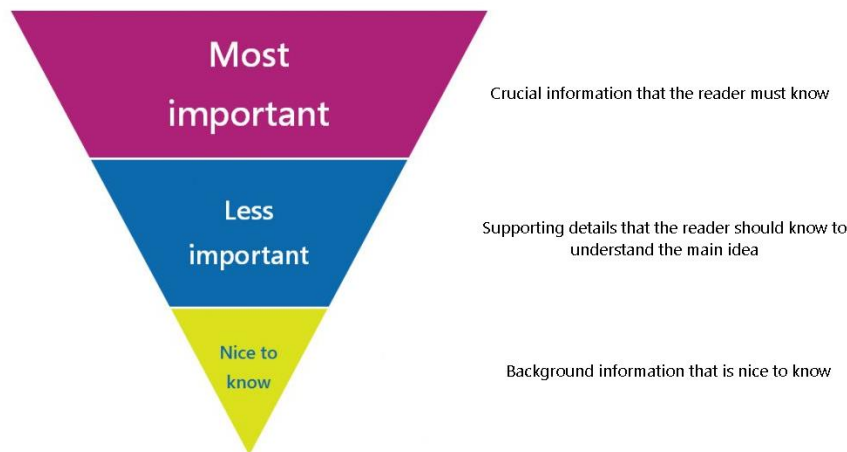 Most
important
Crucial information that the reader must know
Less
important
Supporting details that the reader should know to
understand the main idea
Nice to
know
Background information that is nice to know